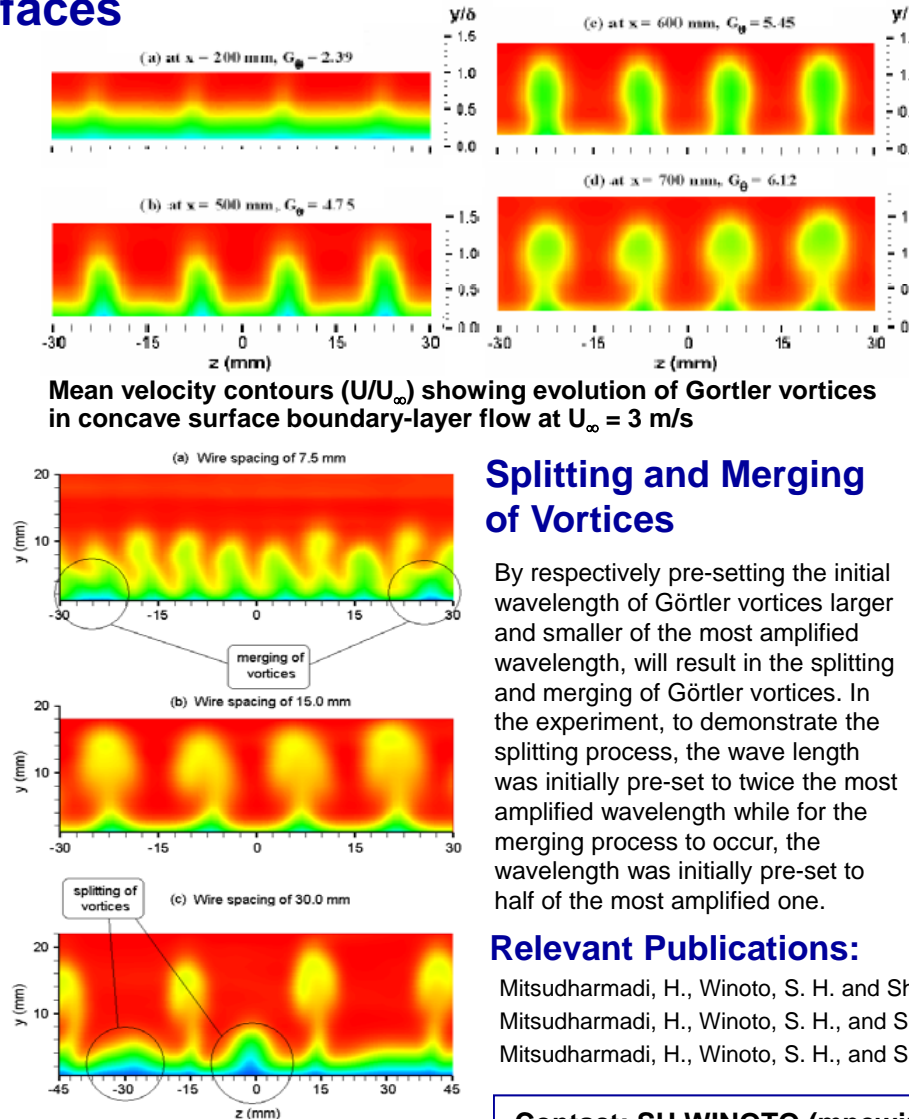 faces
(a) at x = 200 mm, Gθ = 2.39
y/δ
1.5
1.0
0.5
0.0
(b) at x = 500 mm, Gθ = 4.75
1.5
1.0
0.5
0.0
-30 -15 0 15 30
z (mm)
(c) at x = 600 mm, Gθ = 5.45
y/
(d) at x = 700 mm, Gθ = 6.12
-30 -15 0 15 30
z (mm)
Mean velocity contours (U/U∞) showing evolution of Gortler vortices
in concave surface boundary-layer flow at U∞ = 3 m/s
(a) Wire spacing of 7.5 mm
20
y (mm)
10
-30 -15 0 15 30
merging of
vortices
(b) Wire spacing of 15.0 mm
20
y (mm)
10
-30 -15 0 15 30
splitting of
vortices
(c) Wire spacing of 30.0 mm
20
y (mm)
10
-45 -30 -15 0 15 30 45
z (mm)
Splitting and Merging
of Vortices
By respectively pre-setting the initial
wavelength of Görtler vortices larger
and smaller of the most amplified
wavelength, will result in the splitting
and merging of Görtler vortices. In
the experiment, to demonstrate the
splitting process, the wave length
was initially pre-set to twice the most
amplified wavelength while for the
merging process to occur, the
wavelength was initially pre-set to
half of the most amplified one.
Relevant Publications:
Mitsudharmadi, H., Winoto, S. H. and Sh
Mitsudharmadi, H., Winoto, S. H., and S
Mitsudharmadi, H., Winoto, S. H., and S